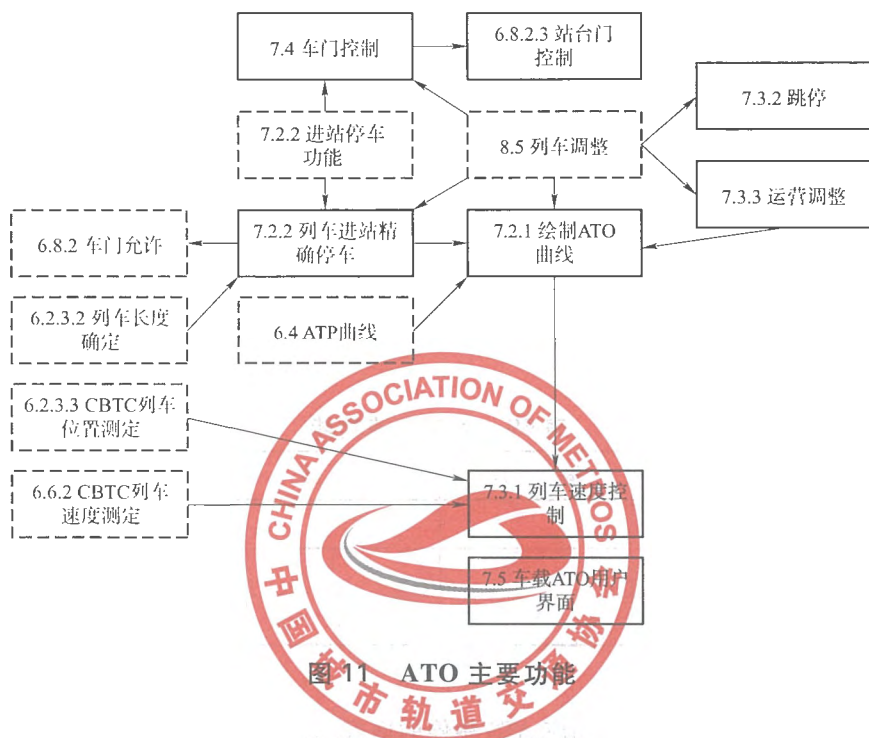 7.4 车门控制
6.8.2.3 站台门
控制
7.3.2 跳停
7.2.2 进站停车
功能
8.5 列车调整
7.3.3 运营调整
6.8.2 车门允许
7.2.2 列车进站精
确停车
7.2.1 绘制ATO
曲线
6.2.3.2 列车长度
确定
6.4 ATP曲线
6.2.3.3 CBTC列车
位置测定
6.6.2 CBTC列车
速度测定
7.3.1 列车速度控
制
7.5 车载ATO用户
界面
CHINA ASSOCIATION OF METROS
中国城市轨道交通协会
图 11 ATO 主要功能